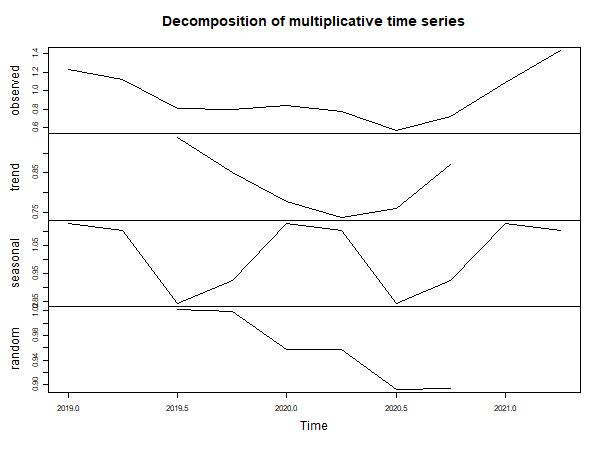 Decomposition of multiplicative time series
observed
0.6 0.8 1.0 1.2 1.4
trend
0.75 0.85
seasonal
0.95 1.05
random
0.90 0.94 0.98
2019.0 2019.5 2020.0 2020.5 2021.0
Time